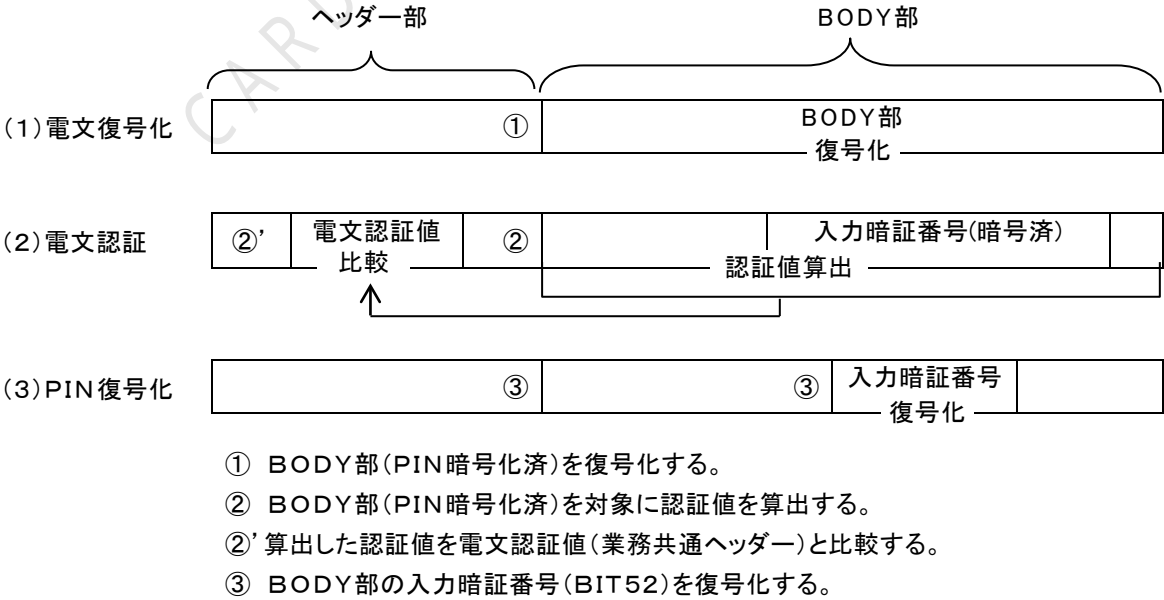 ヘッダー部 BODY部
CARD
(1)電文復号化 ① BODY部
復号化
(2)電文認証 ②' 電文認証値 ② 入力暗証番号(暗号済)
比較 認証値算出
(3)PIN復号化 ③ ③ 入力暗証番号
復号化
① BODY部(PIN暗号化済)を復号化する。
② BODY部(PIN暗号化済)を対象に認証値を算出する。
②'算出した認証値を電文認証値(業務共通ヘッダー)と比較する。
③ BODY部の入力暗証番号(BIT52)を復号化する。